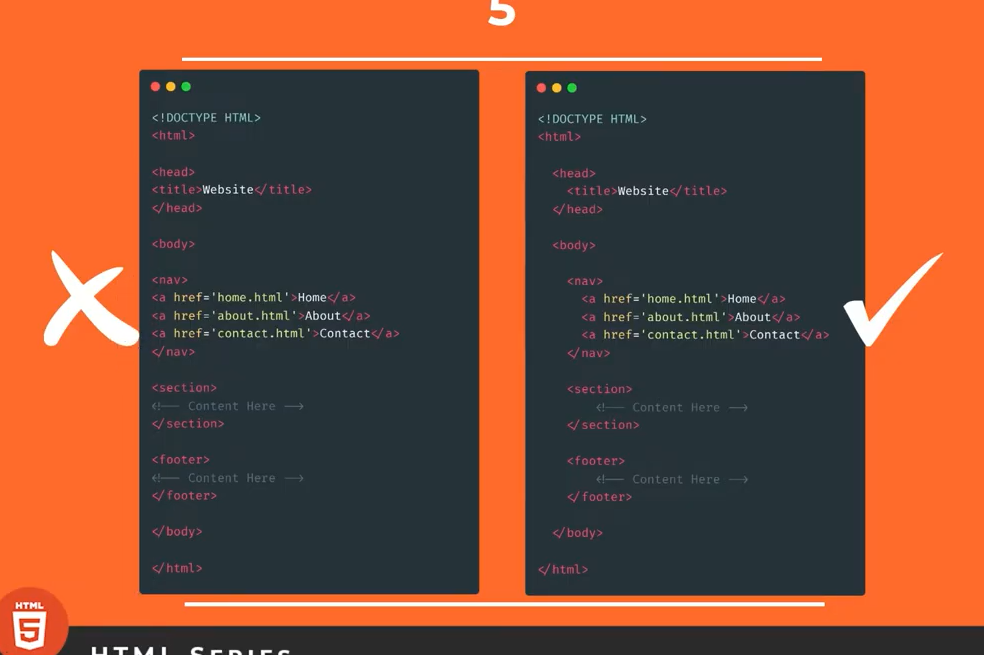 5
<!DOCTYPE HTML>
<html>
<head>
<title>Website</title>
</head>
<body>
<nav>
<a href='home.html'>Home</a>
<a href='about.html'>About</a>
<a href='contact.html'>Contact</a>
</nav>
<section>
<!-- Content Here -->
</section>
<footer>
<!-- Content Here -->
</footer>
</body>
</html>
<!DOCTYPE HTML>
<html>
<head>
<title>Website</title>
</head>
<body>
<nav>
<a href='home.html'>Home</a>
<a href='about.html'>About</a>
<a href='contact.html'>Contact</a>
</nav>
<section>
<!-- Content Here -->
</section>
<footer>
<!-- Content Here -->
</footer>
</body>
</html>
HTML
5
HTML SERIES